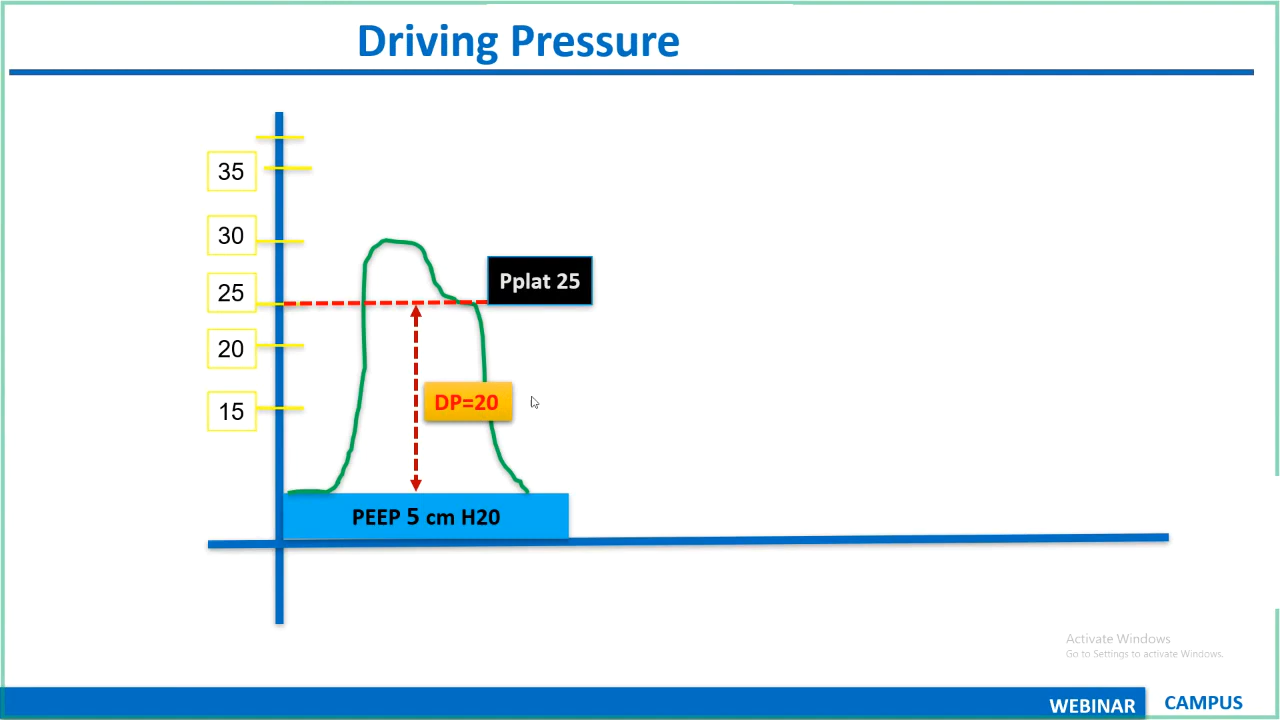 Driving Pressure
35
30
25
20
15
Pplat 25
DP=20
PEEP 5 cm H20
Activate Windows
Go to Settings to activate Windows.
WEBINAR CAMPUS